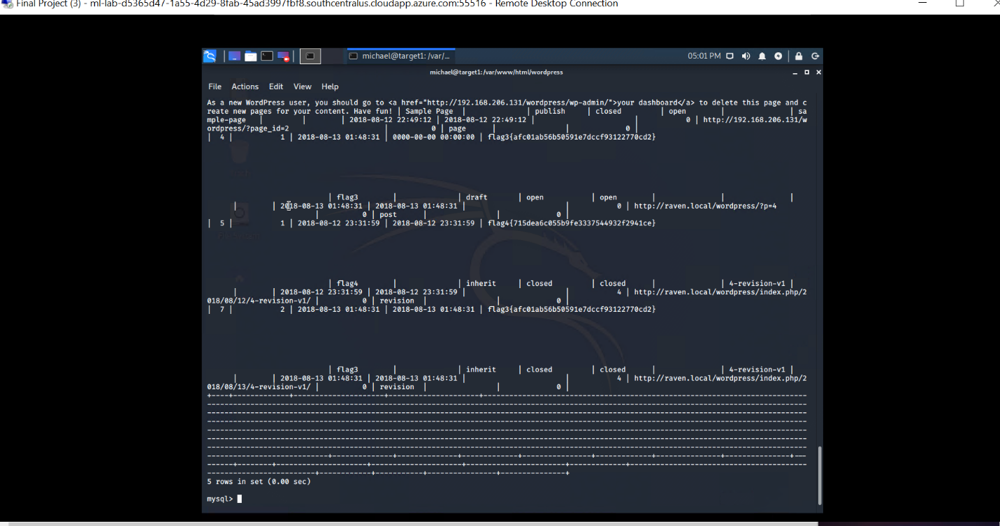 Final Project (3) - ml-lab-d5365d47-1a55-4d29-8fab-45ad3997fbf8.southcentralus.cloudapp.azure.com:55516 - Remote Desktop Connection
michael@target1: /var/... 05:01 PM
michael@target1: /var/www/html/wordpress
File Actions Edit View Help
As a new WordPress user, you should go to <a href="http://192.168.206.131/wordpress/wp-admin/">your dashboard</a> to delete this page and c
reate new pages for your content. Have fun! | Sample Page | | publish | closed | open | | sa
mple-page | | | 2018-08-12 22:49:12 | 2018-08-12 22:49:12 | | 0 | http://192.168.206.131/w
ordpress/?page_id=2 | 0 | page | | 0 |
| 4 | 1 | 2018-08-13 01:48:31 | 0000-00-00 00:00:00 | flag3{afc01ab56b50591e7dccf93122770cd2}
| flag3 | | draft | open | open | | |
| | 2018-08-13 01:48:31 | 2018-08-13 01:48:31 | | 0 | http://raven.local/wordpress/?p=4
| 0 | post | | 0 |
| 5 | 1 | 2018-08-12 23:31:59 | 2018-08-12 23:31:59 | flag4{715dea6c055b9fe3337544932f2941ce}
| flag4 | | inherit | closed | closed | | 4-revision-v1 |
| | 2018-08-12 23:31:59 | 2018-08-12 23:31:59 | | 4 | http://raven.local/wordpress/index.php/2
018/08/12/4-revision-v1/ | 0 | revision | | 0 |
| 7 | 2 | 2018-08-13 01:48:31 | 2018-08-13 01:48:31 | flag3{afc01ab56b50591e7dccf93122770cd2}
| flag3 | | inherit | closed | closed | | 4-revision-v1 |
| | 2018-08-13 01:48:31 | 2018-08-13 01:48:31 | | 4 | http://raven.local/wordpress/index.php/2
018/08/13/4-revision-v1/ | 0 | revision | | 0 |
5 rows in set (0.00 sec)
mysql>